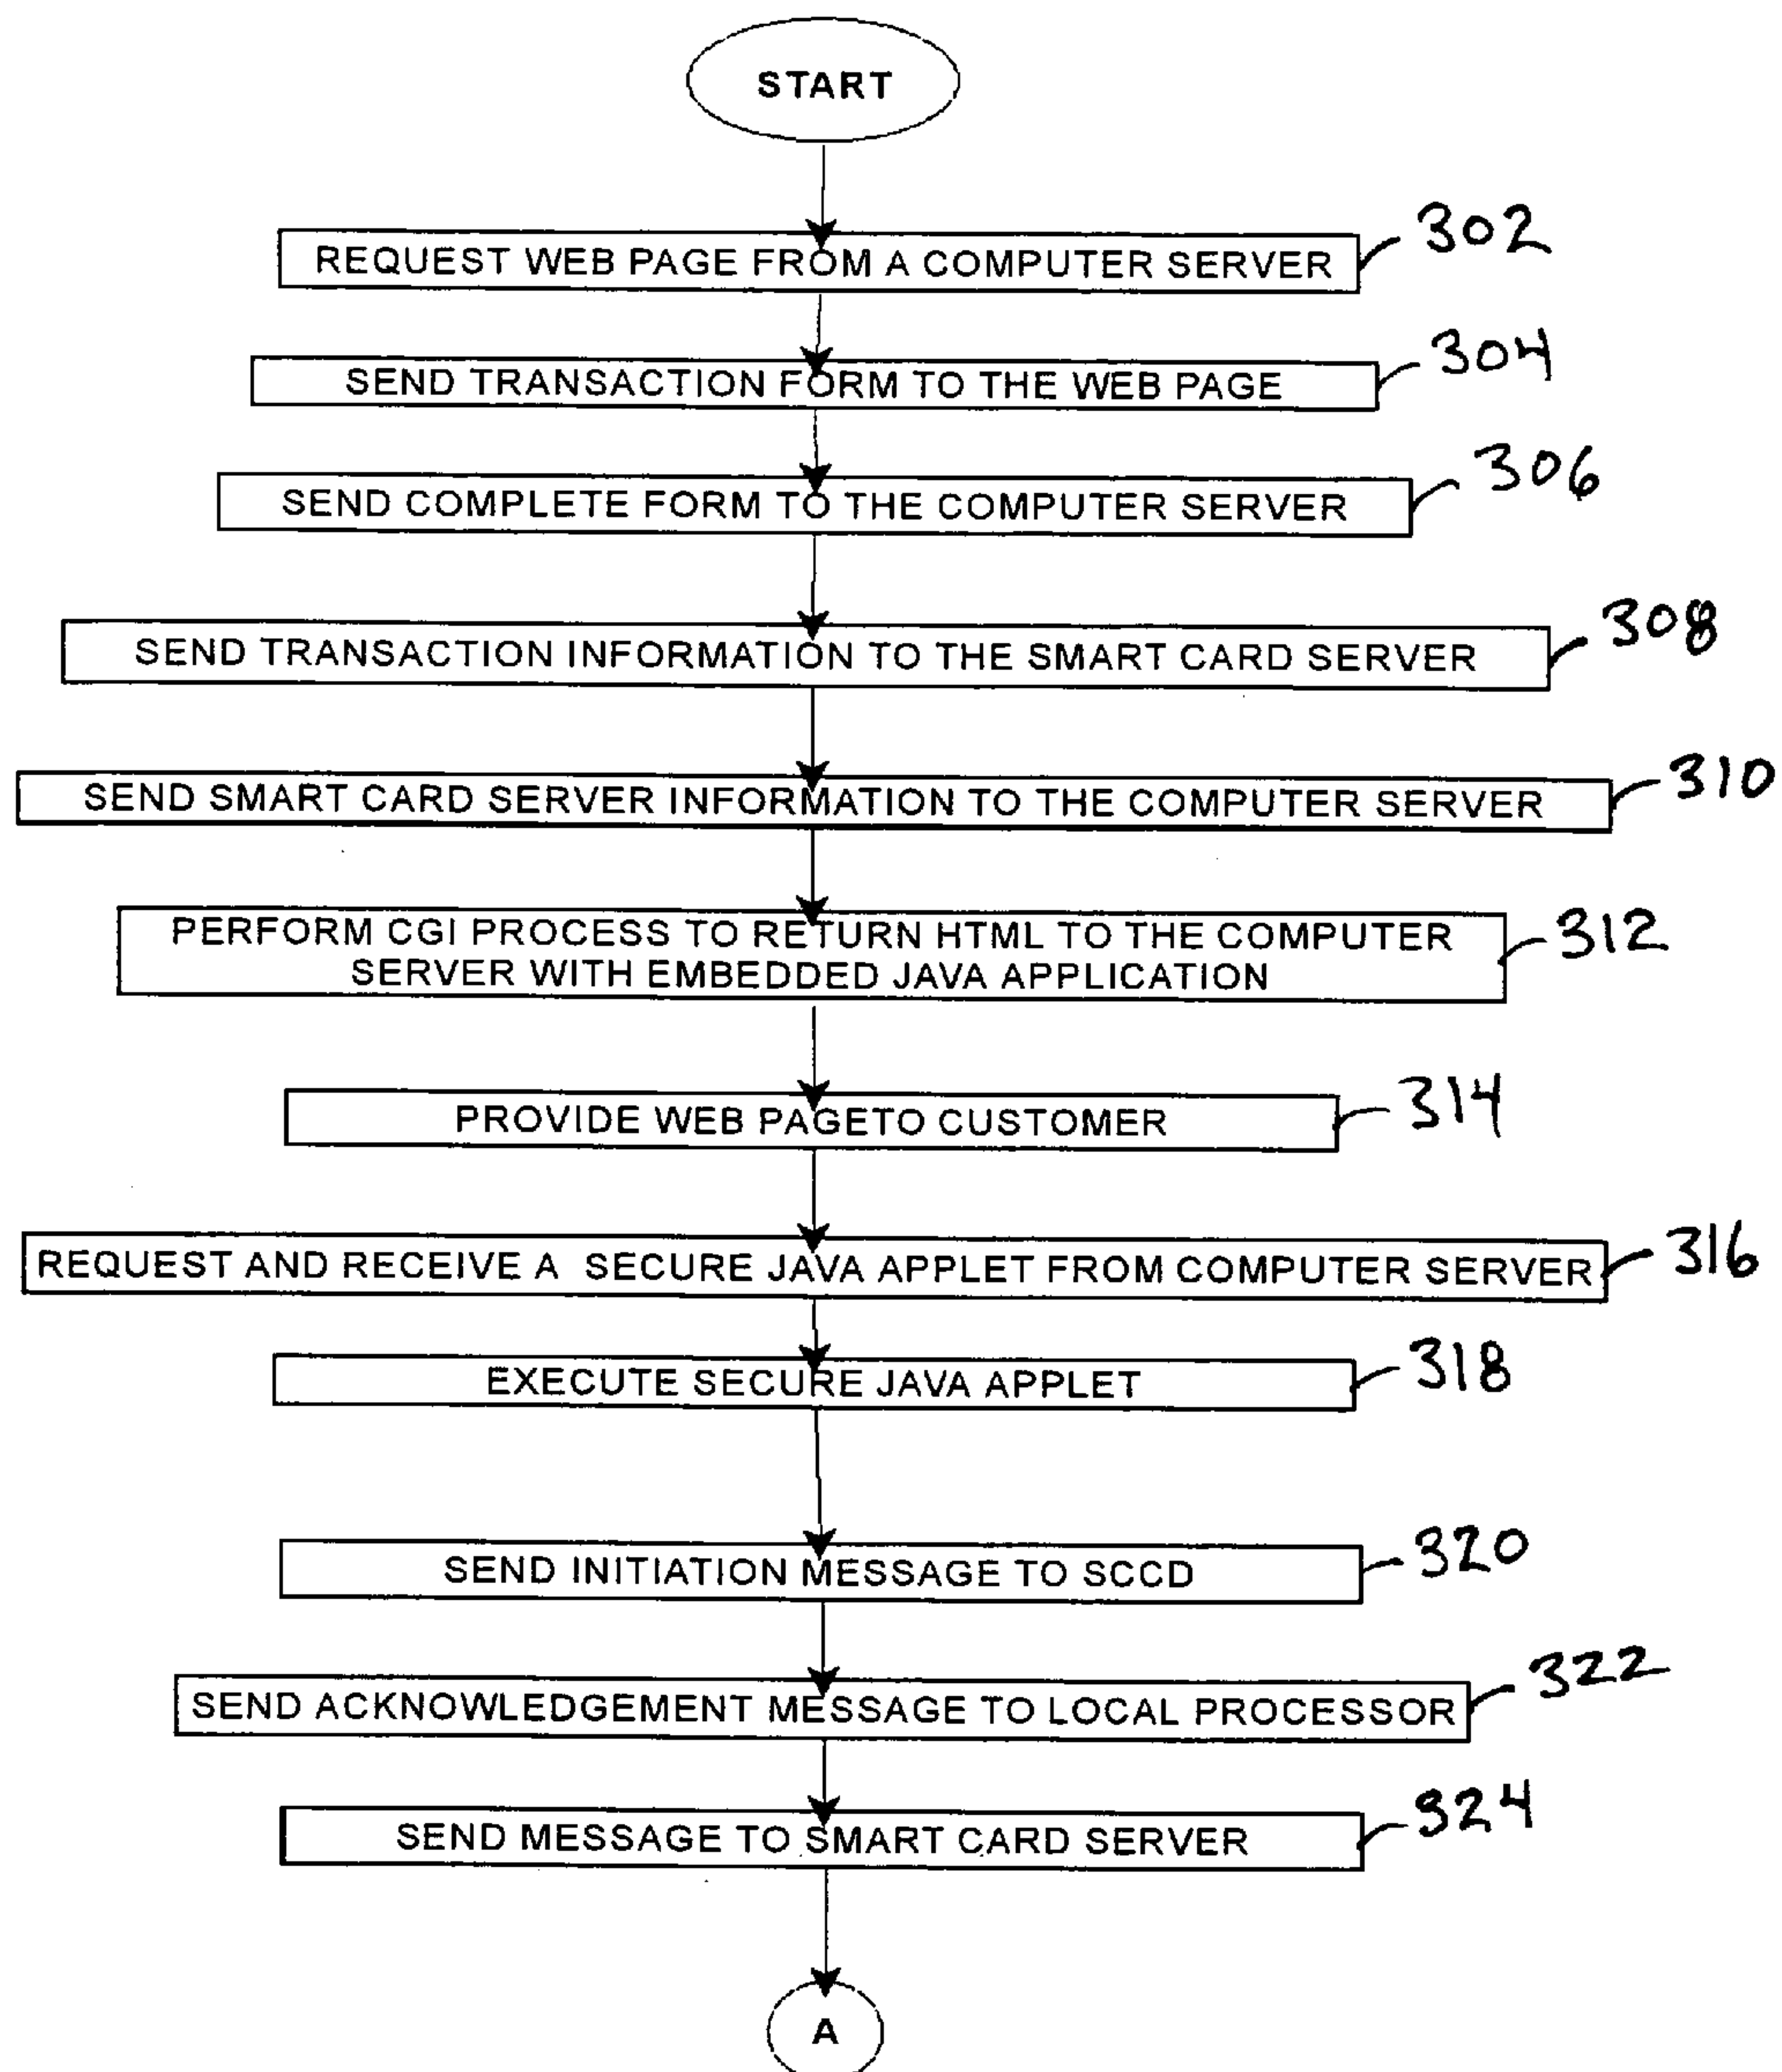 START
REQUEST WEB PAGE FROM A COMPUTER SERVER
302
SEND TRANSACTION FORM TO THE WEB PAGE
304
SEND COMPLETE FORM TO THE COMPUTER SERVER
306
SEND TRANSACTION INFORMATION TO THE SMART CARD SERVER
308
SEND SMART CARD SERVER INFORMATION TO THE COMPUTER SERVER
310
PERFORM CGI PROCESS TO RETURN HTML TO THE COMPUTER
SERVER WITH EMBEDDED JAVA APPLICATION
312
PROVIDE WEB PAGETO CUSTOMER
314
REQUEST AND RECEIVE A SECURE JAVA APPLET FROM COMPUTER SERVER
316
EXECUTE SECURE JAVA APPLET
318
SEND INITIATION MESSAGE TO SCCD
320
SEND ACKNOWLEDGEMENT MESSAGE TO LOCAL PROCESSOR
322
SEND MESSAGE TO SMART CARD SERVER
324
A